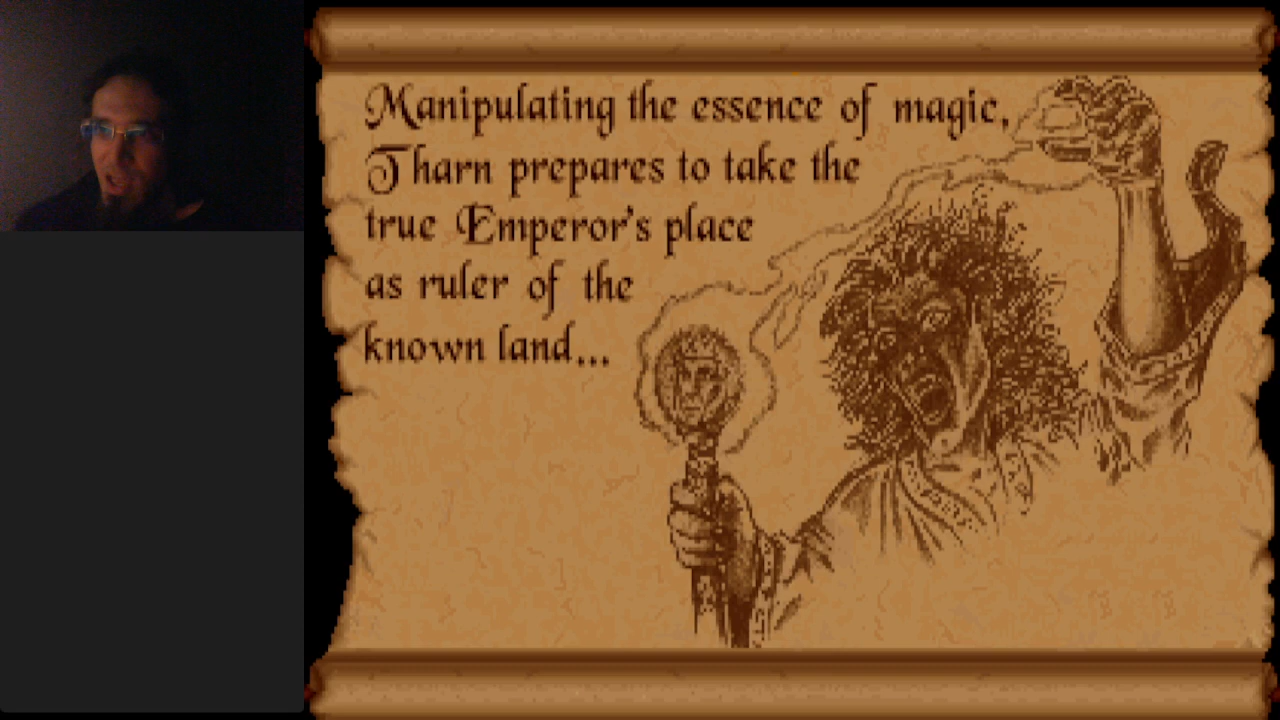 Manipulating the essence of magic,
Tharn prepares to take the
true Emperor's place
as ruler of the
known land...